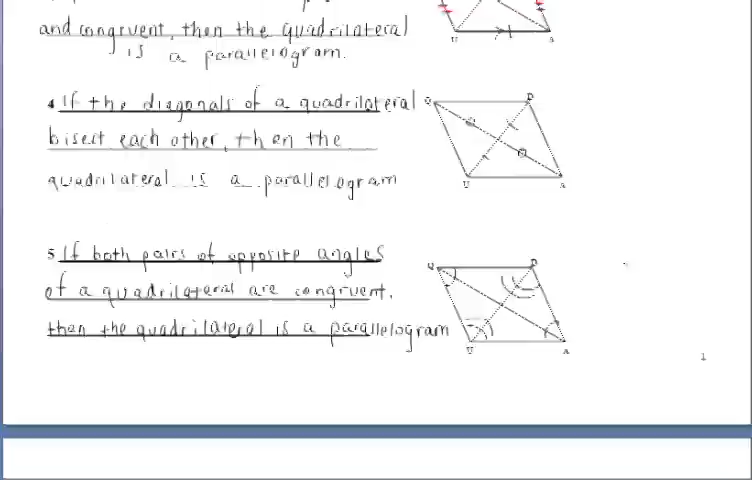 and congruent, then the quadrilateral
is a parallelogram.
U A
4 If the diagonals of a quadrilateral
bisect each other, then the
quadrilateral is a parallelogram
Q D
U A
5 If both pairs of opposite angles
of a quadrilateral are congruent,
then the quadrilateral is a parallelogram
Q D
U A
1